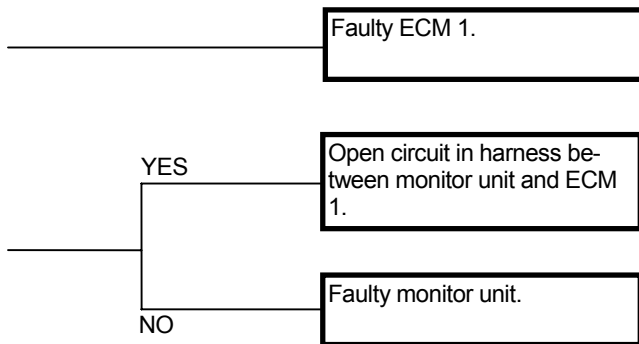 Faulty ECM 1.
YES
Open circuit in harness be-
tween monitor unit and ECM
1.
Faulty monitor unit.
NO